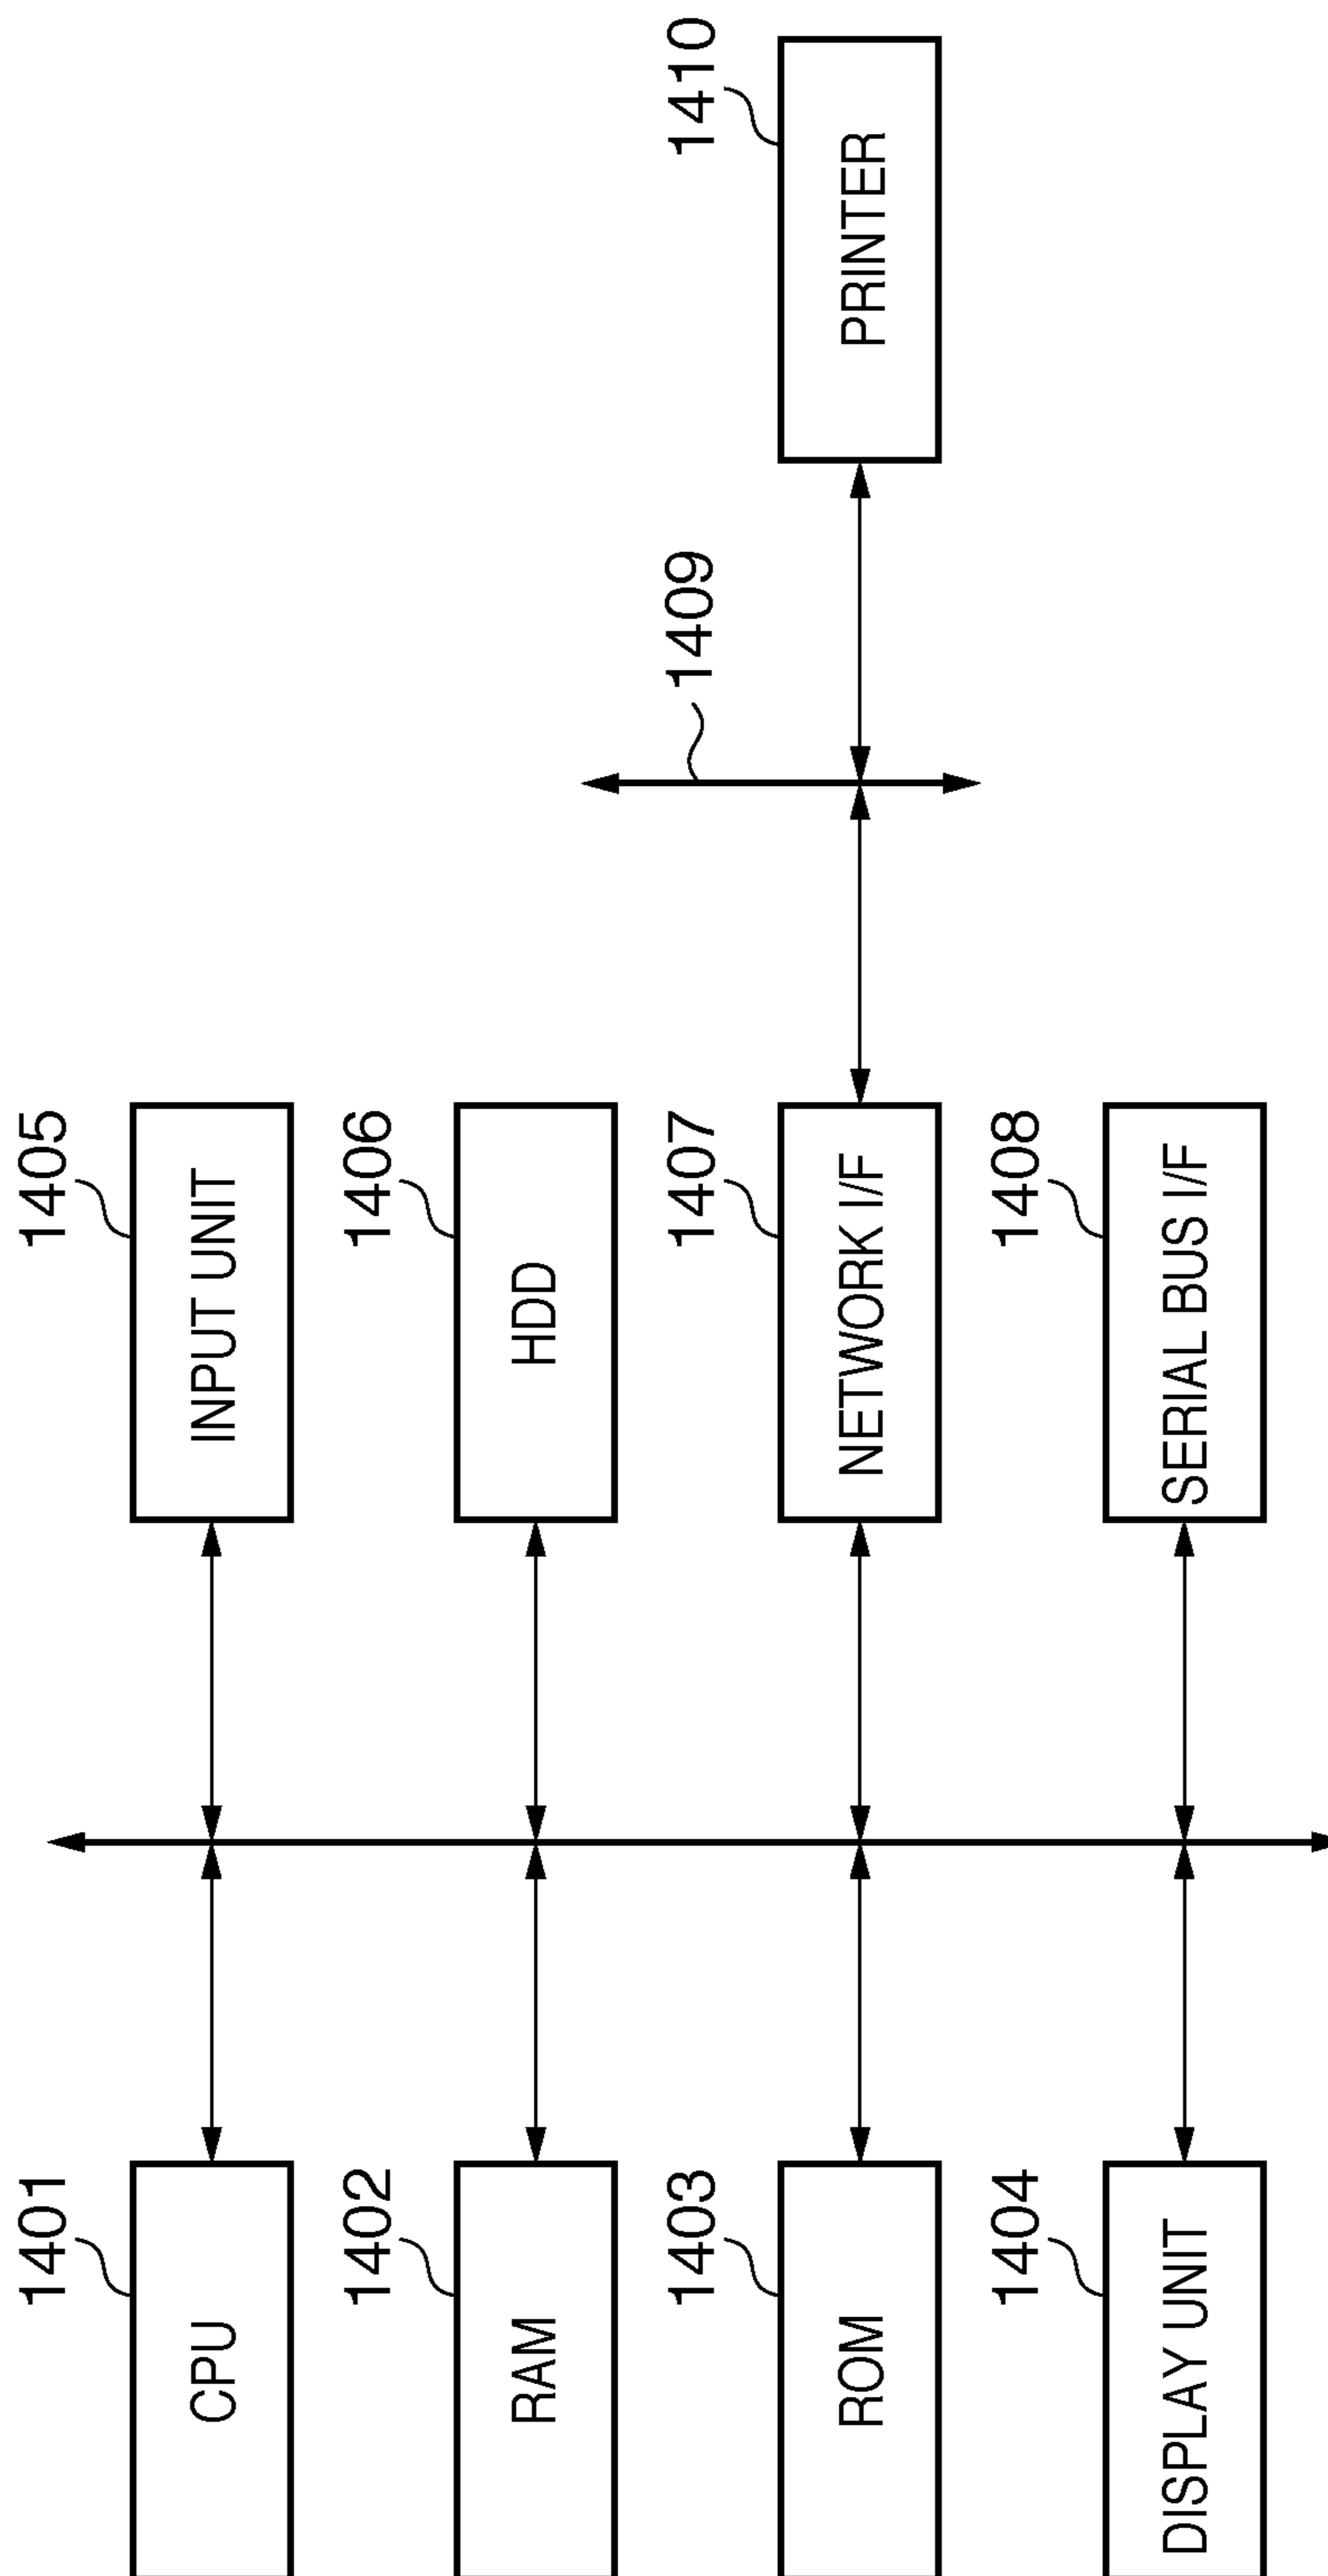 1401
CPU
1405
INPUT UNIT
1402
RAM
1406
HDD
1403
ROM
1407
NETWORK I/F
1409
1410
PRINTER
1404
DISPLAY UNIT
1408
SERIAL BUS I/F